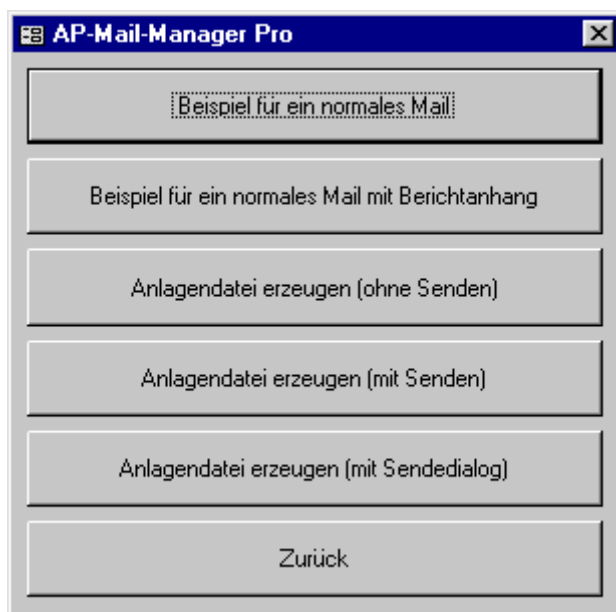 AP-Mail-Manager Pro
Beispiel für ein normales Mail
Beispiel für ein normales Mail mit Berichtanhang
Anlagendatei erzeugen (ohne Senden)
Anlagendatei erzeugen (mit Senden)
Anlagendatei erzeugen (mit Sendedialog)
Zurück